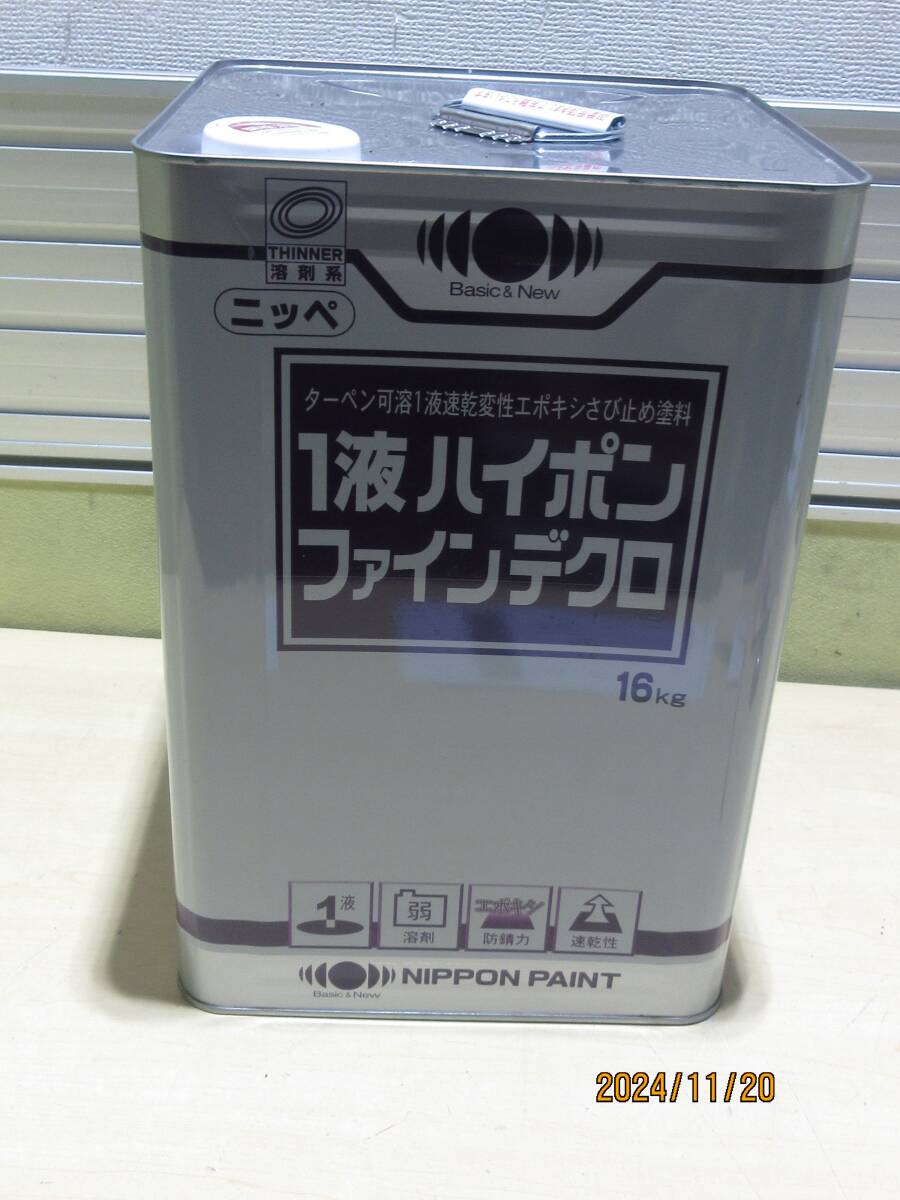 THINNER
溶剤系
Basic & New
ニッペ
ターペン可溶1液速乾変性エポキシさび止め塗料
1液ハイポン
ファインデクロ
16kg
1液
弱
溶剤
エポキシ
防錆力
速乾性
Basic & New
NIPPON PAINT
2024/11/20